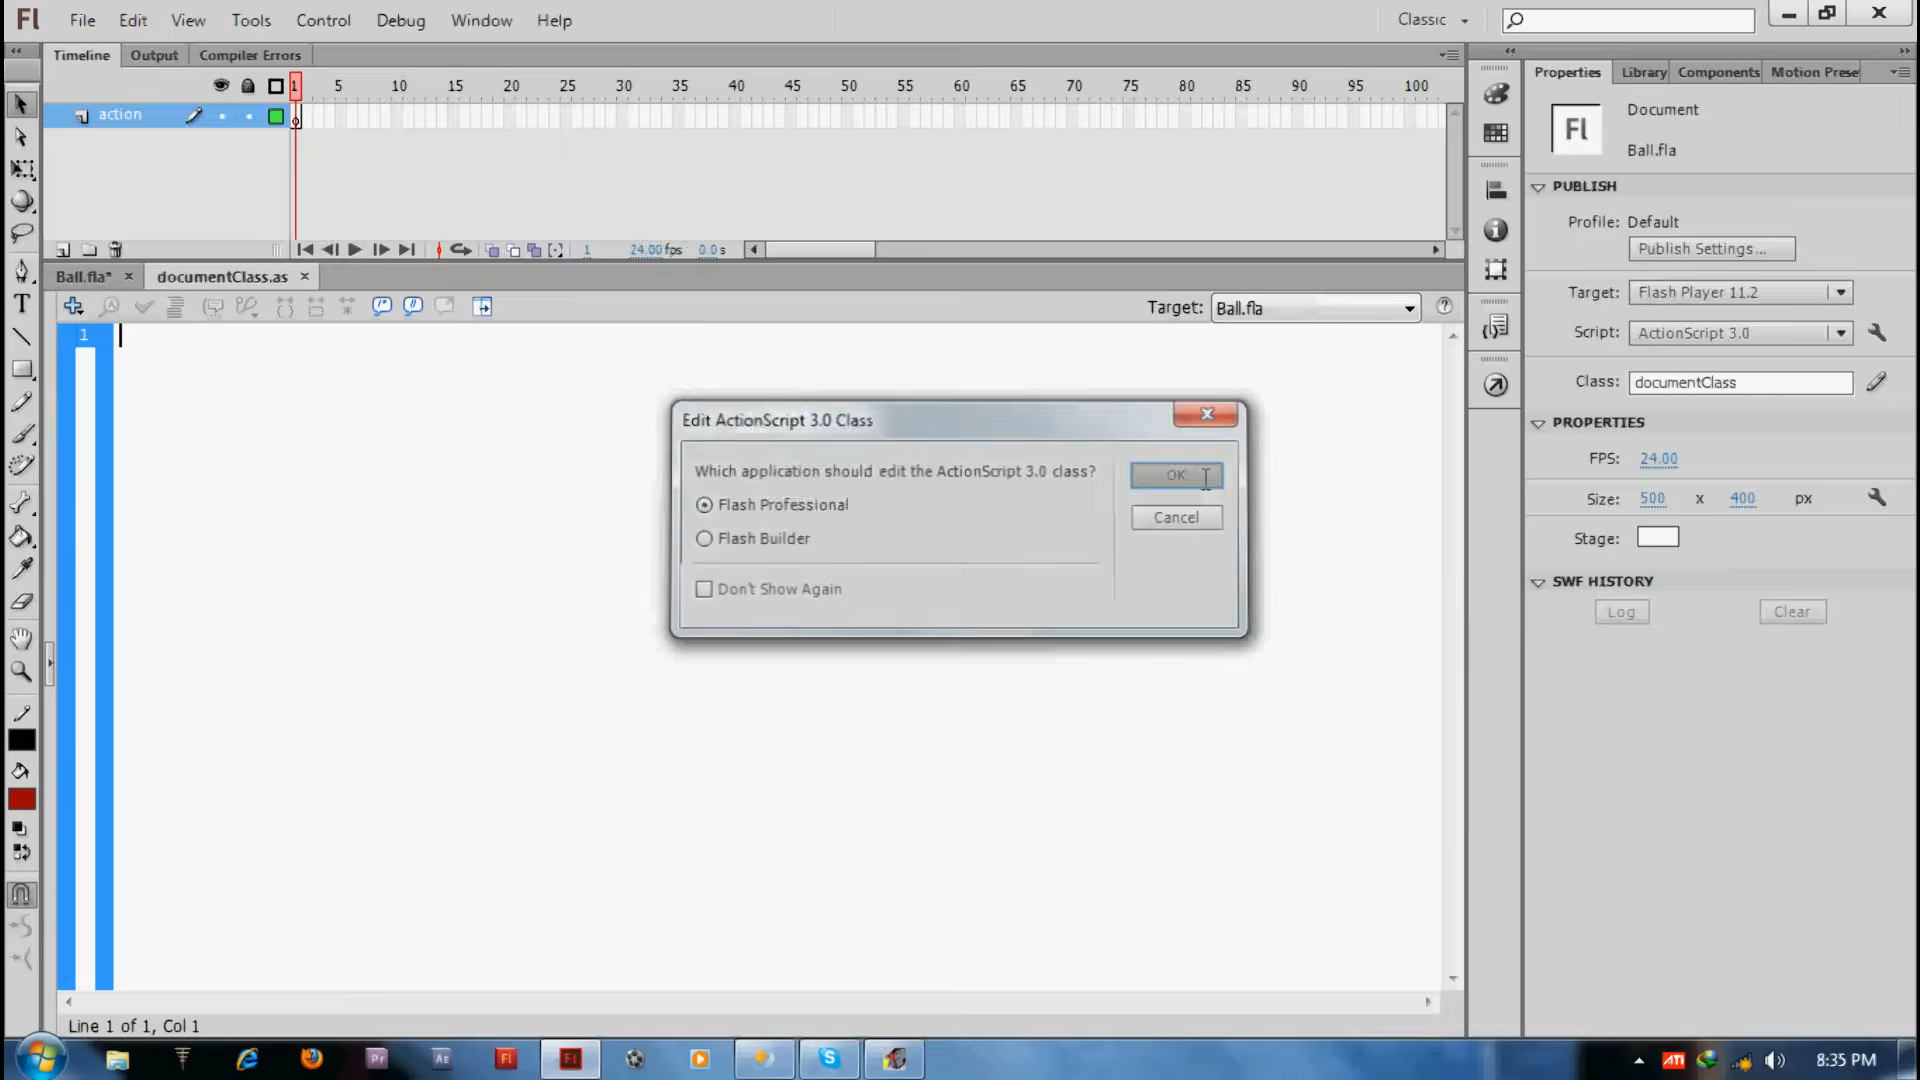 Fl File Edit View Tools Control Debug Window Help Classic
Timeline Output Compiler Errors
1 5 10 15 20 25 30 35 40 45 50 55 60 65 70 75 80 85 90 95 100
action
1 24.00 fps 0.0 s
Ball.fla* × documentClass.as ×
Target: Ball.fla
1
Edit ActionScript 3.0 Class
Which application should edit the ActionScript 3.0 class?
Flash Professional
Flash Builder
Don't Show Again
OK
Cancel
Line 1 of 1, Col 1
Properties Library Components Motion Prese
Fl
Document
Ball.fla
PUBLISH
Profile: Default
Publish Settings...
Target: Flash Player 11.2
Script: ActionScript 3.0
Class: documentClass
PROPERTIES
FPS: 24.00
Size: 500 x 400 px
Stage:
SWF HISTORY
Log Clear
T
Pr AE Fl Fl S ATI 8:35 PM